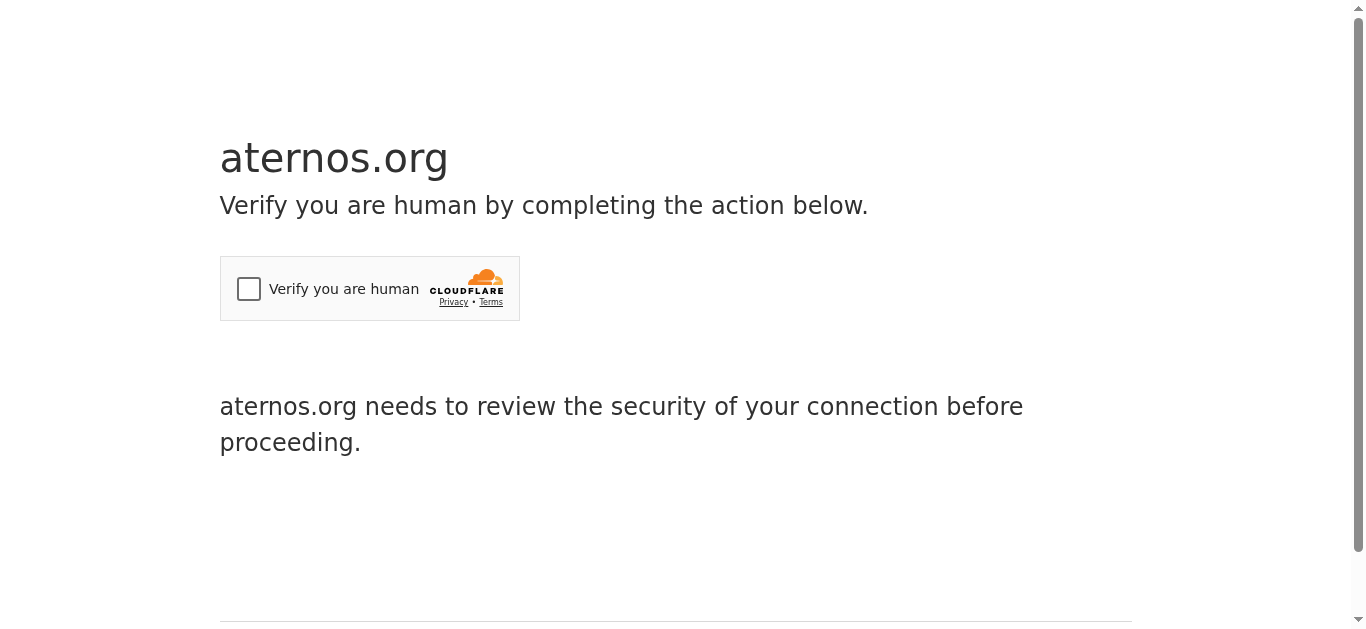 aternos.org
Verify you are human by completing the action below.
Verify you are human
CLOUDFLARE
Privacy • Terms
aternos.org needs to review the security of your connection before
proceeding.